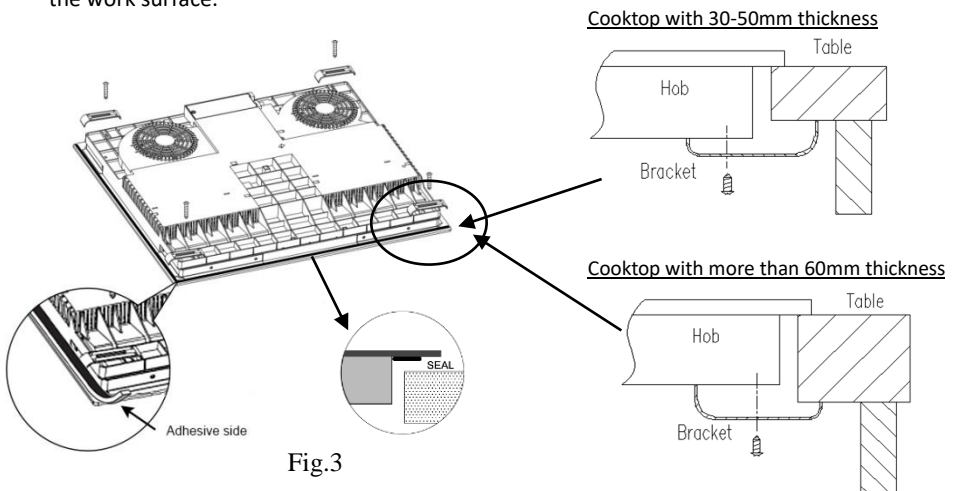 the work surface.
Cooktop with 30-50mm thickness
Table
Hob
Bracket
Cooktop with more than 60mm thickness
Table
Hob
SEAL
Bracket
Adhesive side
Fig.3